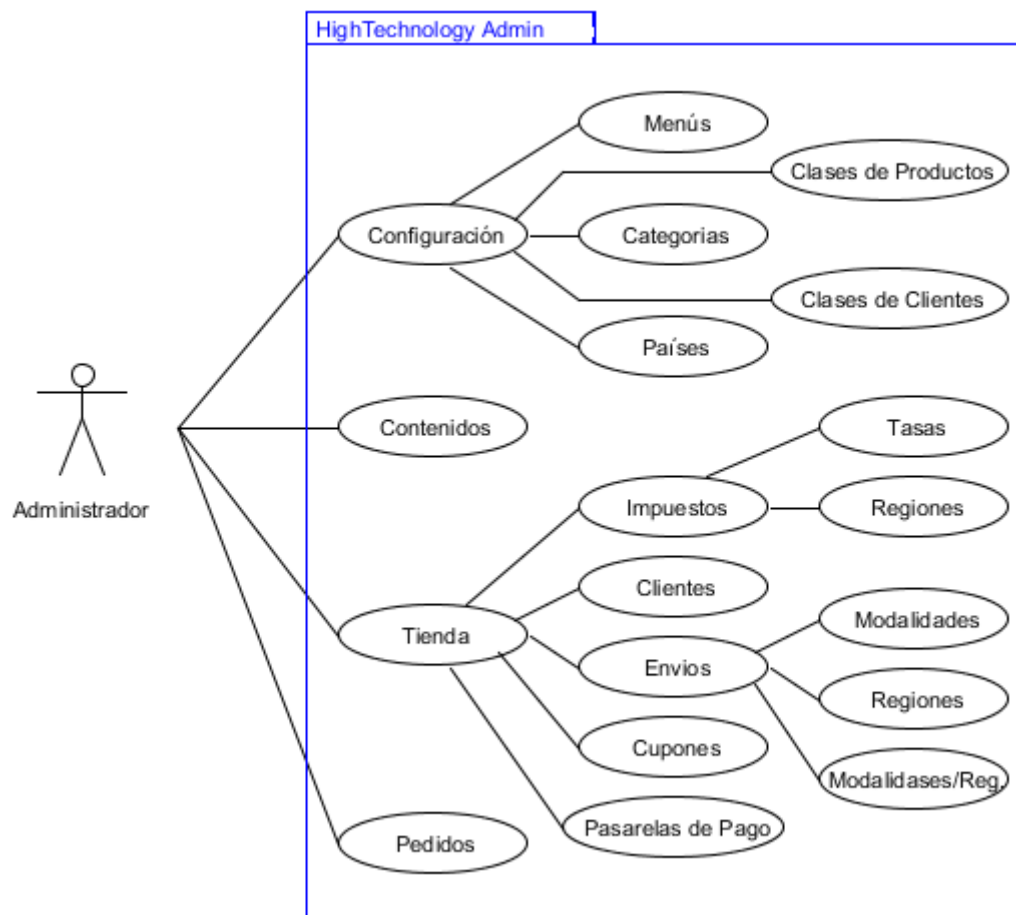 HighTechnology Admin
Menús
Clases de Productos
Configuración
Categorias
Clases de Clientes
Países
Administrador
Contenidos
Tasas
Impuestos
Regiones
Clientes
Tienda
Modalidades
Envios
Regiones
Cupones
Modalidases/Reg.
Pasarelas de Pago
Pedidos